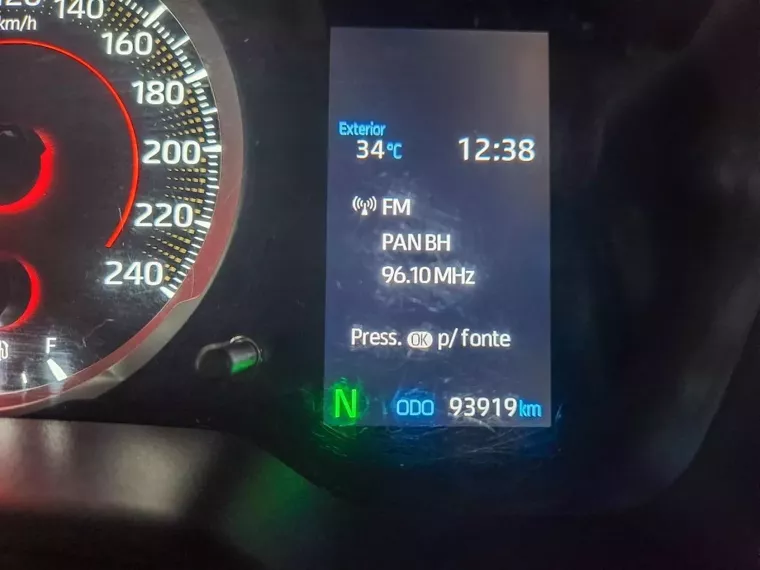 140
km/h
160
180
200
220
240
F
Exterior
34°C 12:38
FM
PAN BH
96.10 MHz
Press. OK p/ fonte
N ODO 93919 km